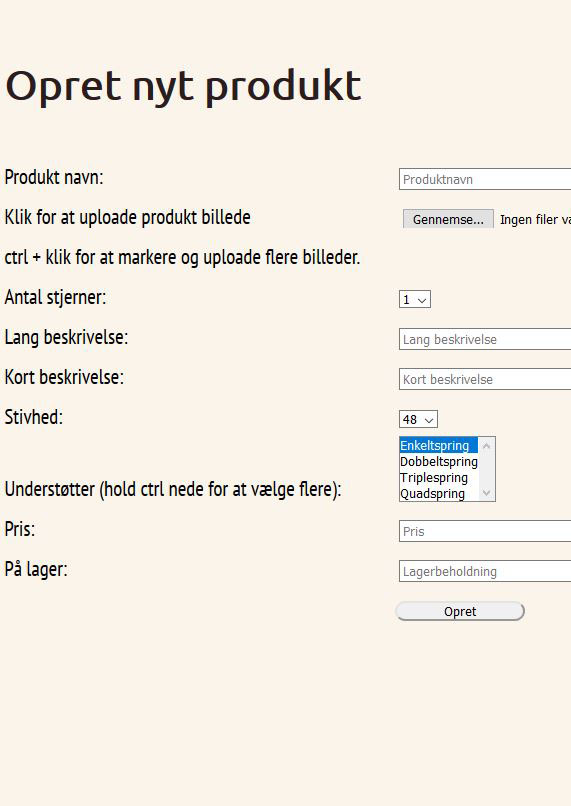 Opret nyt produkt
Produkt navn: Produktnavn
Klik for at uploade produkt billede Gennemse... Ingen filer
ctrl + klik for at markere og uploade flere billeder.
Antal stjerner: 1
Lang beskrivelse: Lang beskrivelse
Kort beskrivelse: Kort beskrivelse
Stivhed: 48
Enkeltspring
Dobbeltspring
Triplespring
Understøtter (hold ctrl nede for at vælge flere): Quadspring
Pris: Pris
På lager: Lagerbeholdning
Opret